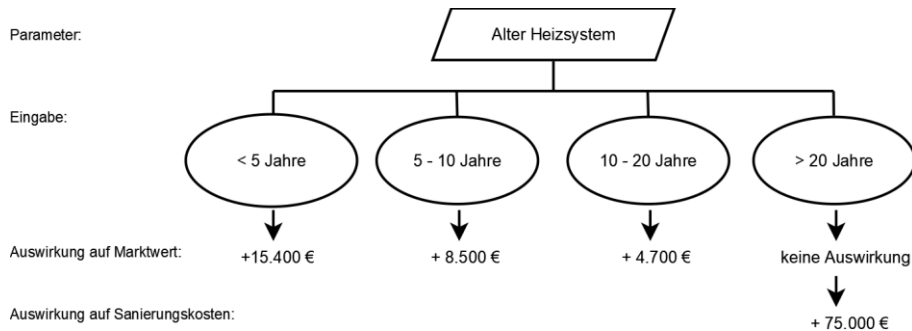 Parameter:
Alter Heizsystem
Eingabe:
< 5 Jahre
5 - 10 Jahre
10 - 20 Jahre
> 20 Jahre
Auswirkung auf Marktwert:
+15.400 €
+ 8.500 €
+ 4.700 €
keine Auswirkung
Auswirkung auf Sanierungskosten:
+ 75.000 €